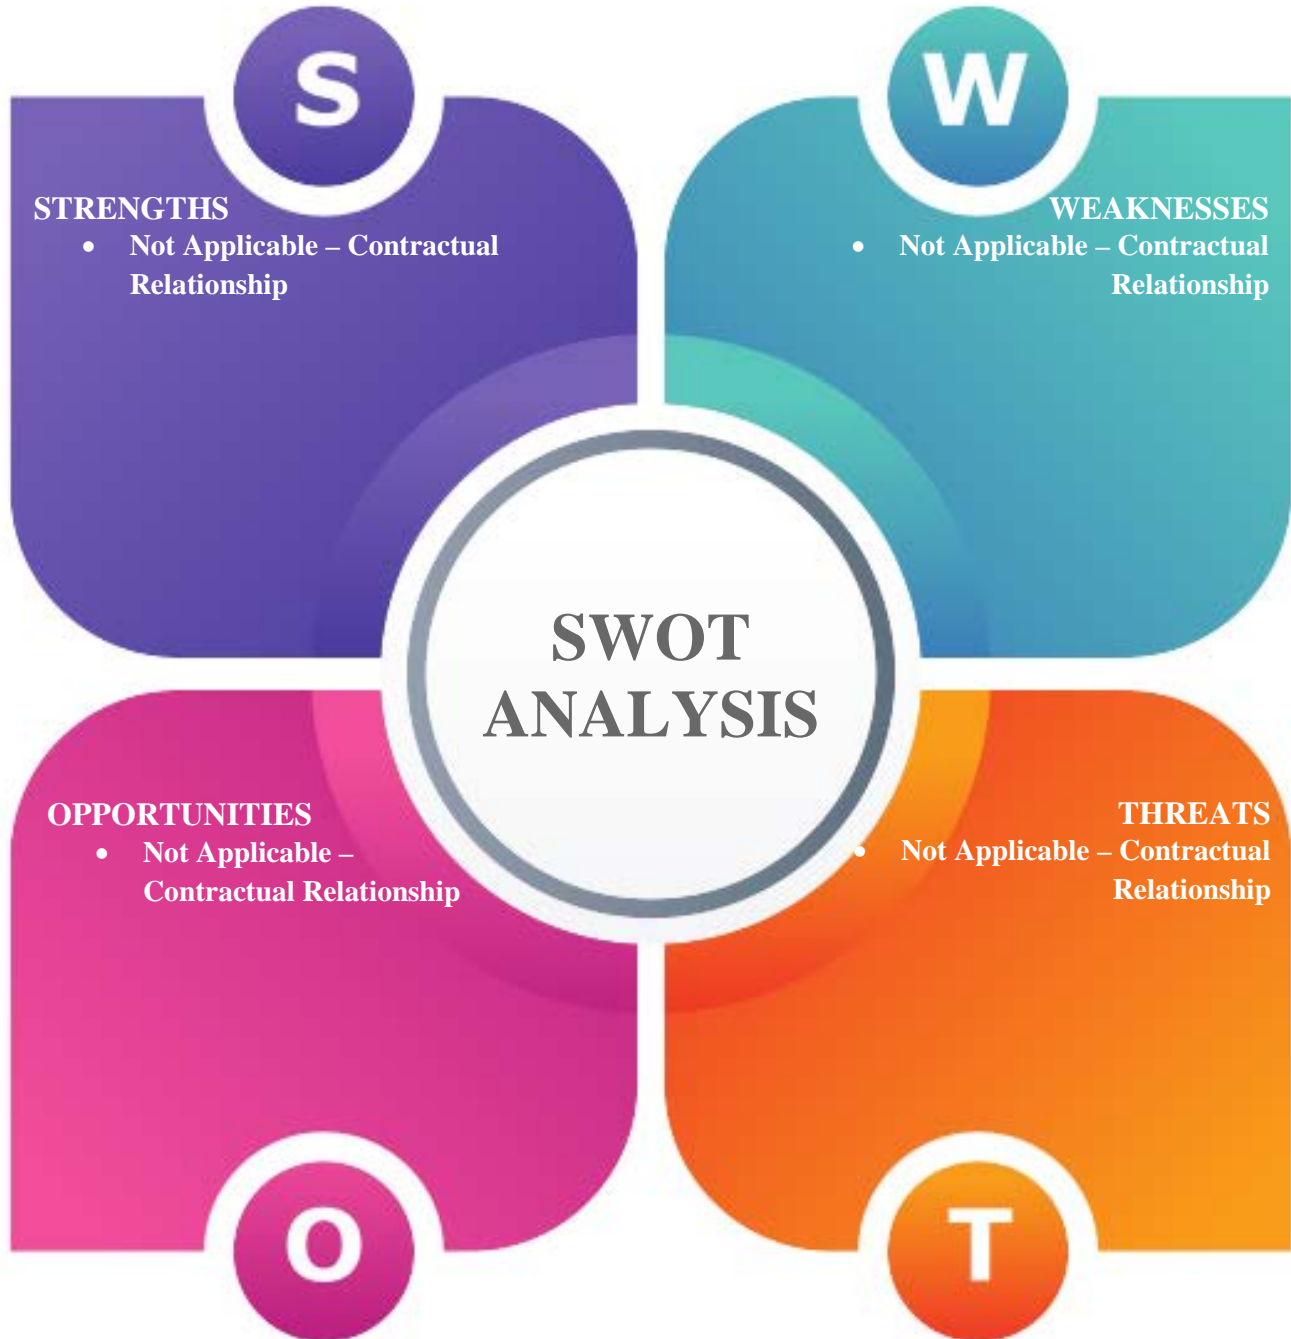 S
STRENGTHS
• Not Applicable – Contractual
Relationship
W
WEAKNESSES
• Not Applicable – Contractual
Relationship
SWOT
ANALYSIS
OPPORTUNITIES
• Not Applicable –
Contractual Relationship
O
THREATS
• Not Applicable – Contractual
Relationship
T